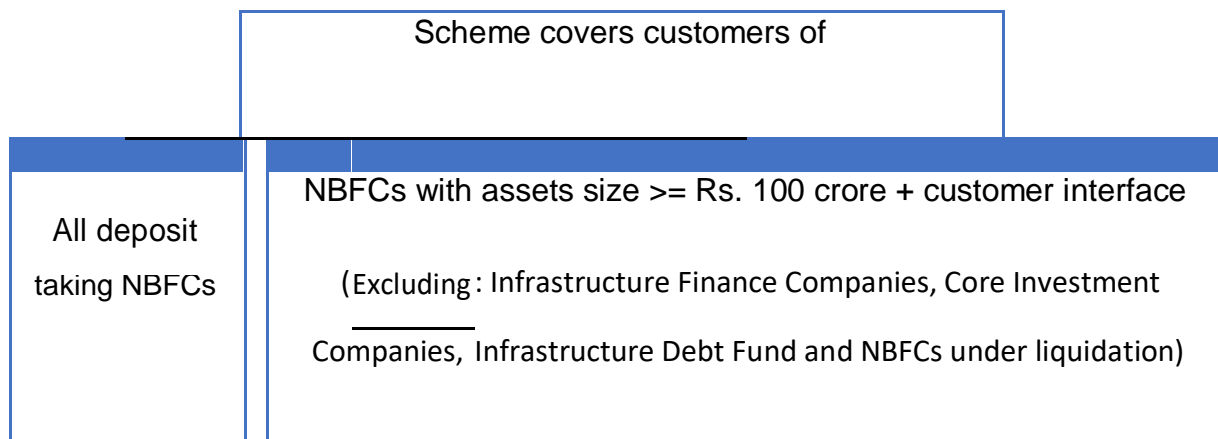 Scheme covers customers of
All deposit
taking NBFCs
NBFCs with assets size >= Rs. 100 crore + customer interface
(Excluding: Infrastructure Finance Companies, Core Investment
Companies, Infrastructure Debt Fund and NBFCs under liquidation)